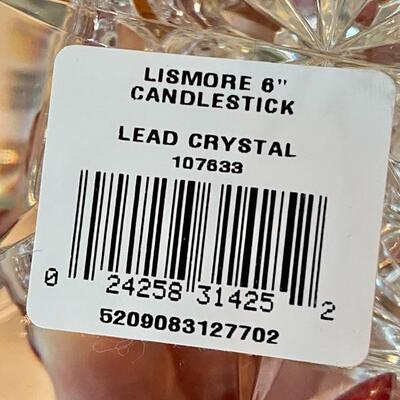 LISMORE 6"
CANDLESTICK
LEAD CRYSTAL
107633
0 24258 31425 2
5209083127702